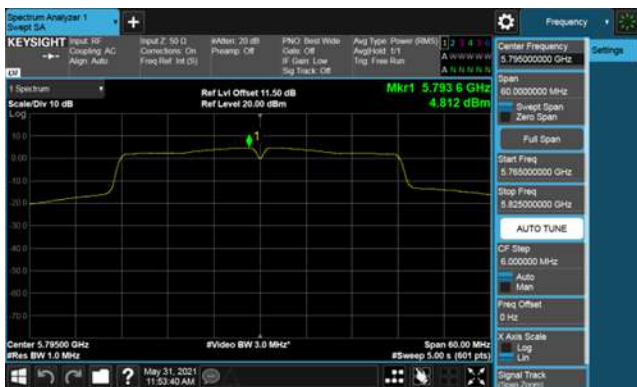 Spectrum Analyzer 1
Swept SA
Frequency
KEYSIGHT
Input: RF
Coupling: AC
Align: Auto
Input Z: 50 Ω
Corrections: On
Freq Ref: Int (S)
#Atten: 20 dB
Preamp: Off
PNO: Best Wide
Gate: Off
IF Gain: Low
Sig Track: Off
Avg Type: Power (RMS)
Avg|Hold: 1/1
Trig: Free Run
1 2 3 4 5 6
A W W W W W
A N N N N N
Center Frequency
5.795000000 GHz
Settings
Span
60.0000000 MHz
Swept Span
Zero Span
Full Span
Start Freq
5.765000000 GHz
Stop Freq
5.825000000 GHz
AUTO TUNE
CF Step
6.000000 MHz
Auto
Man
Freq Offset
0 Hz
X Axis Scale
Log
Lin
Signal Track
(Span Zoom)
1 Spectrum
Scale/Div 10 dB
Log
Ref Lvl Offset 11.50 dB
Ref Level 20.00 dBm
Mkr1 5.793 6 GHz
4.812 dBm
1
10.0
0.00
-10.0
-20.0
-30.0
-40.0
-50.0
-60.0
-70.0
Center 5.79500 GHz
#Res BW 1.0 MHz
#Video BW 3.0 MHz*
Span 60.00 MHz
#Sweep 5.00 s (601 pts)
?
May 31, 2021
11:53:40 AM